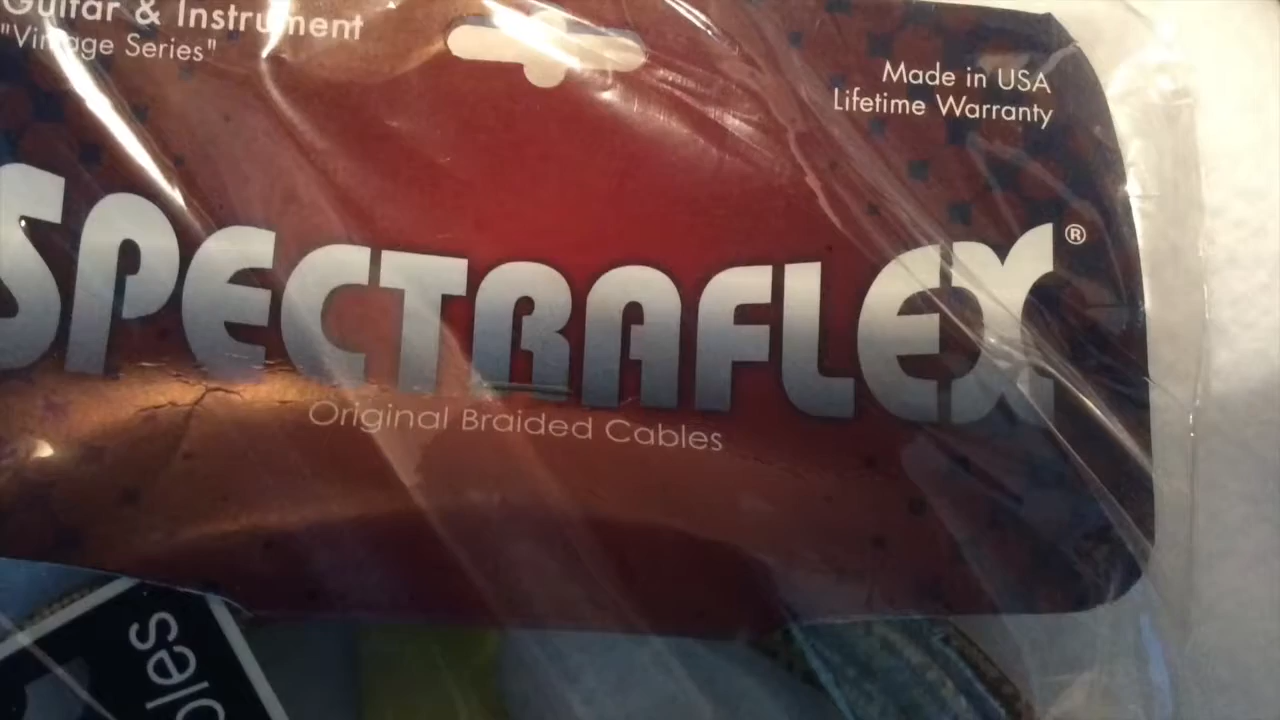 Guitar & Instrument
"Vintage Series"
Made in USA
Lifetime Warranty
SPECTRAFLEX®
Original Braided Cables